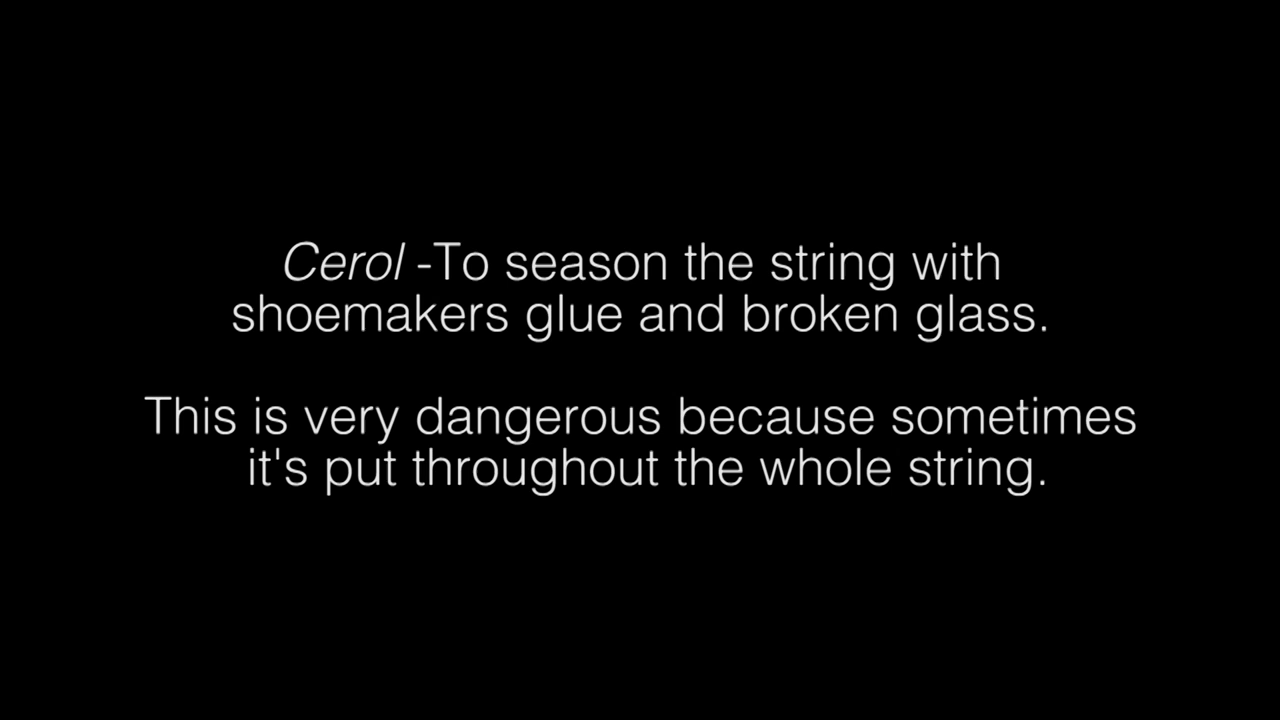 Cerol -To season the string with
shoemakers glue and broken glass.
This is very dangerous because sometimes
it's put throughout the whole string.